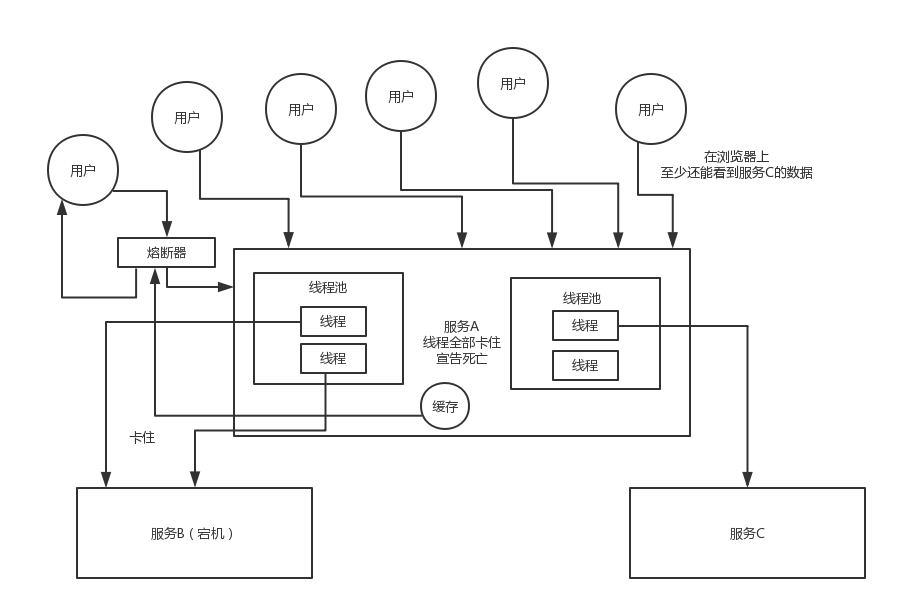 用户
用户
用户
用户
用户
用户
在浏览器上
至少还能看到服务C的数据
熔断器
线程池
线程
线程
服务A
线程全部卡住
宣告死亡
缓存
线程池
线程
线程
卡住
服务B（宕机）
服务C